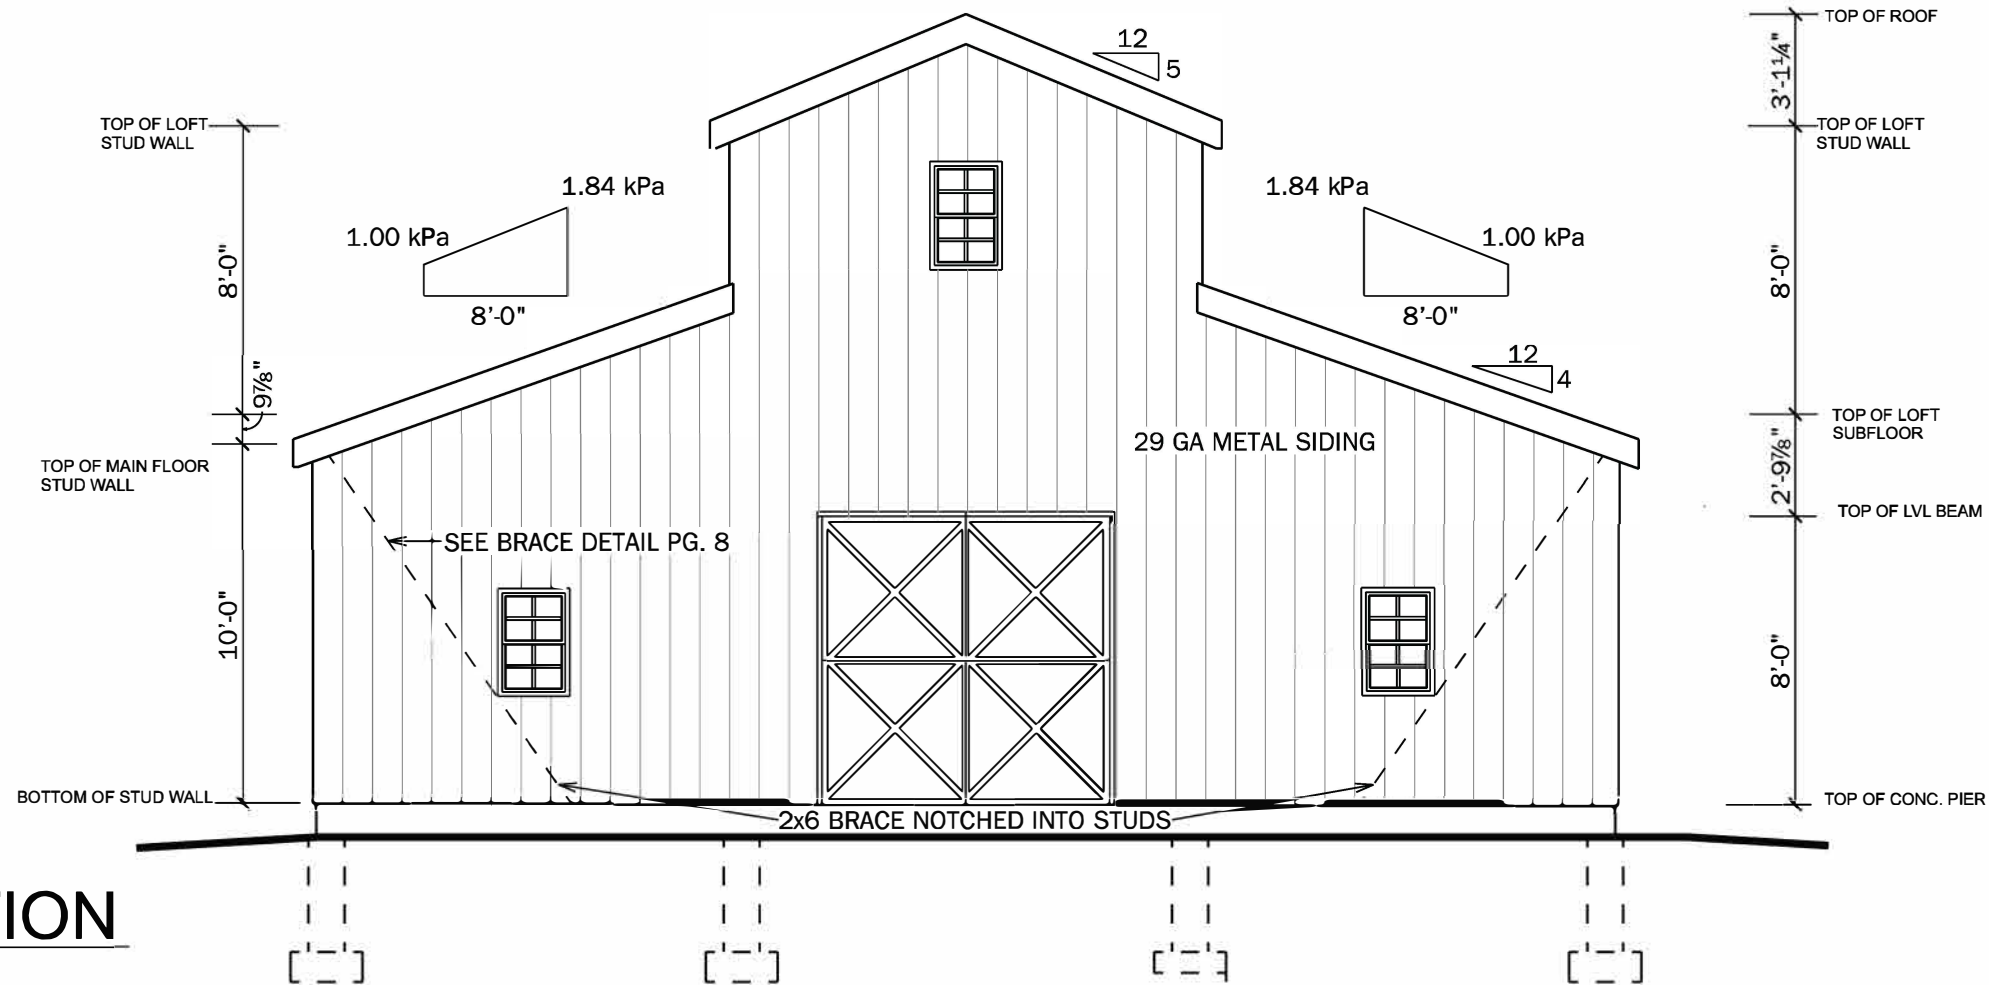 TOP OF ROOF
12
5
3'-1¼"
TOP OF LOFT
STUD WALL
TOP OF LOFT
STUD WALL
1.84 kPa
1.84 kPa
1.00 kPa
1.00 kPa
8'-0"
8'-0"
8'-0"
8'-0"
12
4
9⅞"
29 GA METAL SIDING
TOP OF LOFT
SUBFLOOR
TOP OF MAIN FLOOR
STUD WALL
2'-9⅞"
TOP OF LVL BEAM
SEE BRACE DETAIL PG. 8
10'-0"
8'-0"
BOTTOM OF STUD WALL
TOP OF CONC. PIER
2x6 BRACE NOTCHED INTO STUDS
TION